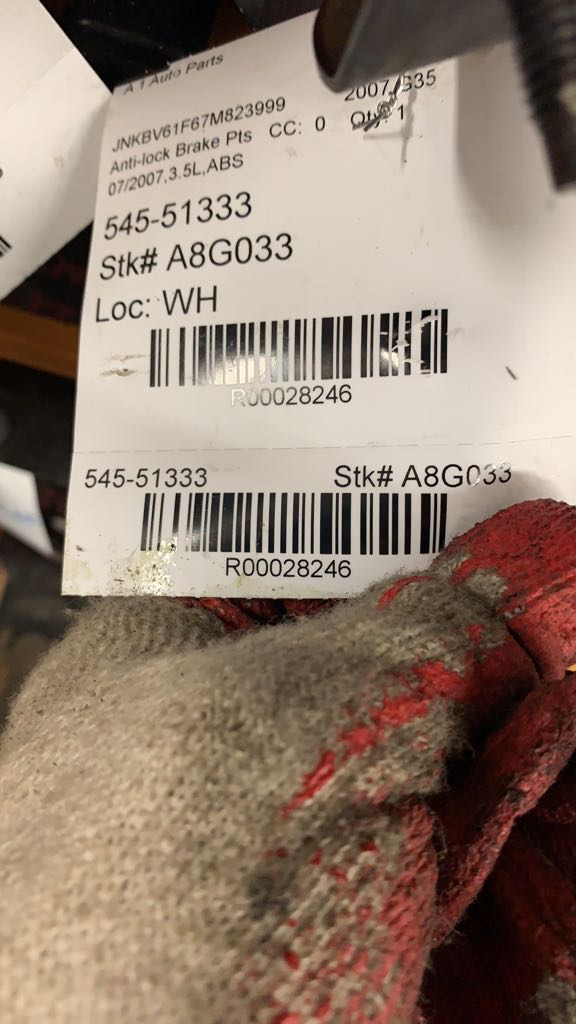 A 1 Auto Parts
2007 G35
JNKBV61F67M823999
Anti-lock Brake Pts CC: 0 Qty: 1
07/2007,3.5L,ABS
545-51333
Stk# A8G033
Loc: WH
R00028246
545-51333 Stk# A8G033
R00028246